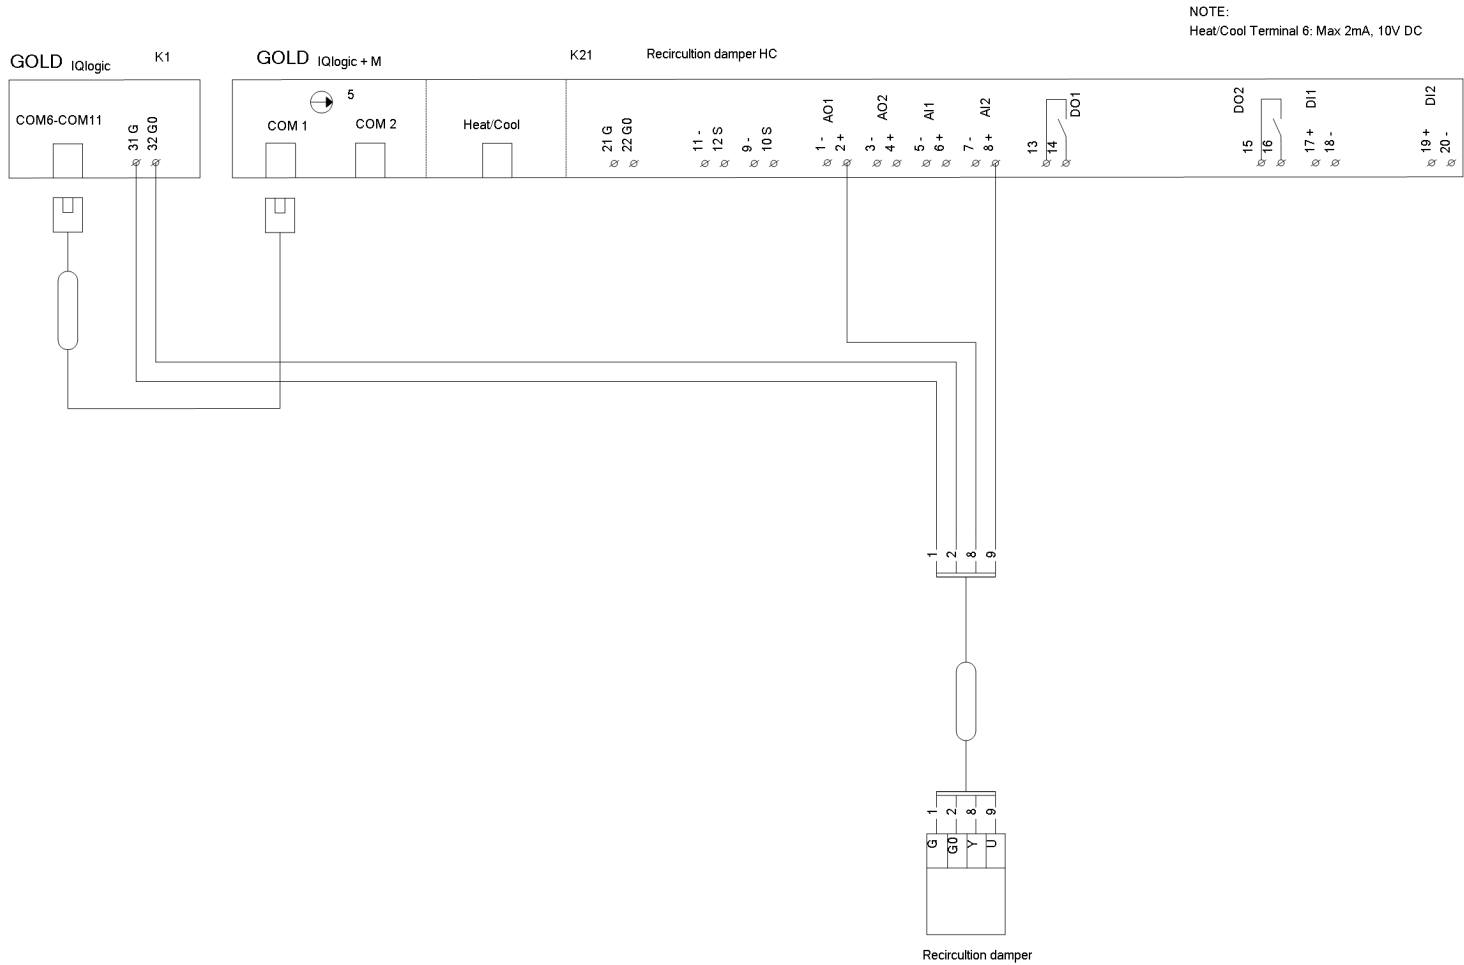 NOTE:
Heat/Cool Terminal 6: Max 2mA, 10V DC
GOLD IQlogic K1
GOLD IQlogic + M K21 Recircultion damper HC
COM6-COM11
31 G
32 G0
5
COM 1
COM 2
Heat/Cool
21 G
22 G0
11 -
12 S
9 -
10 S
AO1
1 -
2 +
AO2
3 -
4 +
AI1
5 -
6 +
AI2
7 -
8 +
DO1
13
14
DO2
15
16
DI1
17 +
18 -
DI2
19 +
20 -
1 2 8 9
1 2 8 9
G G0 Y U
Recircultion damper